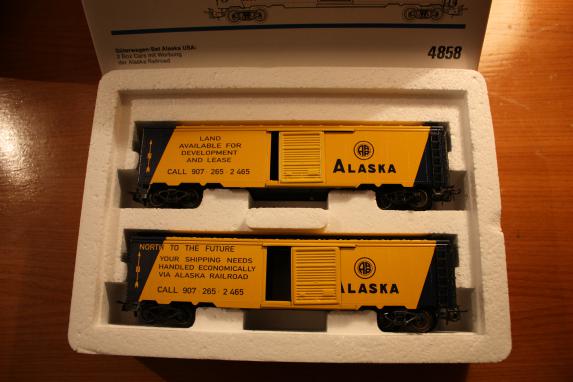 Güterwagen-Set Alaska USA:
2 Box Cars mit Werbung
der Alaska Railroad
4858
LAND
AVAILABLE FOR
DEVELOPMENT
AND LEASE
CALL 907 · 265 · 2 465
ALASKA
NORTH TO THE FUTURE
YOUR SHIPPING NEEDS
HANDLED ECONOMICALLY
VIA ALASKA RAILROAD
CALL 907 · 265 · 2 465
ALASKA